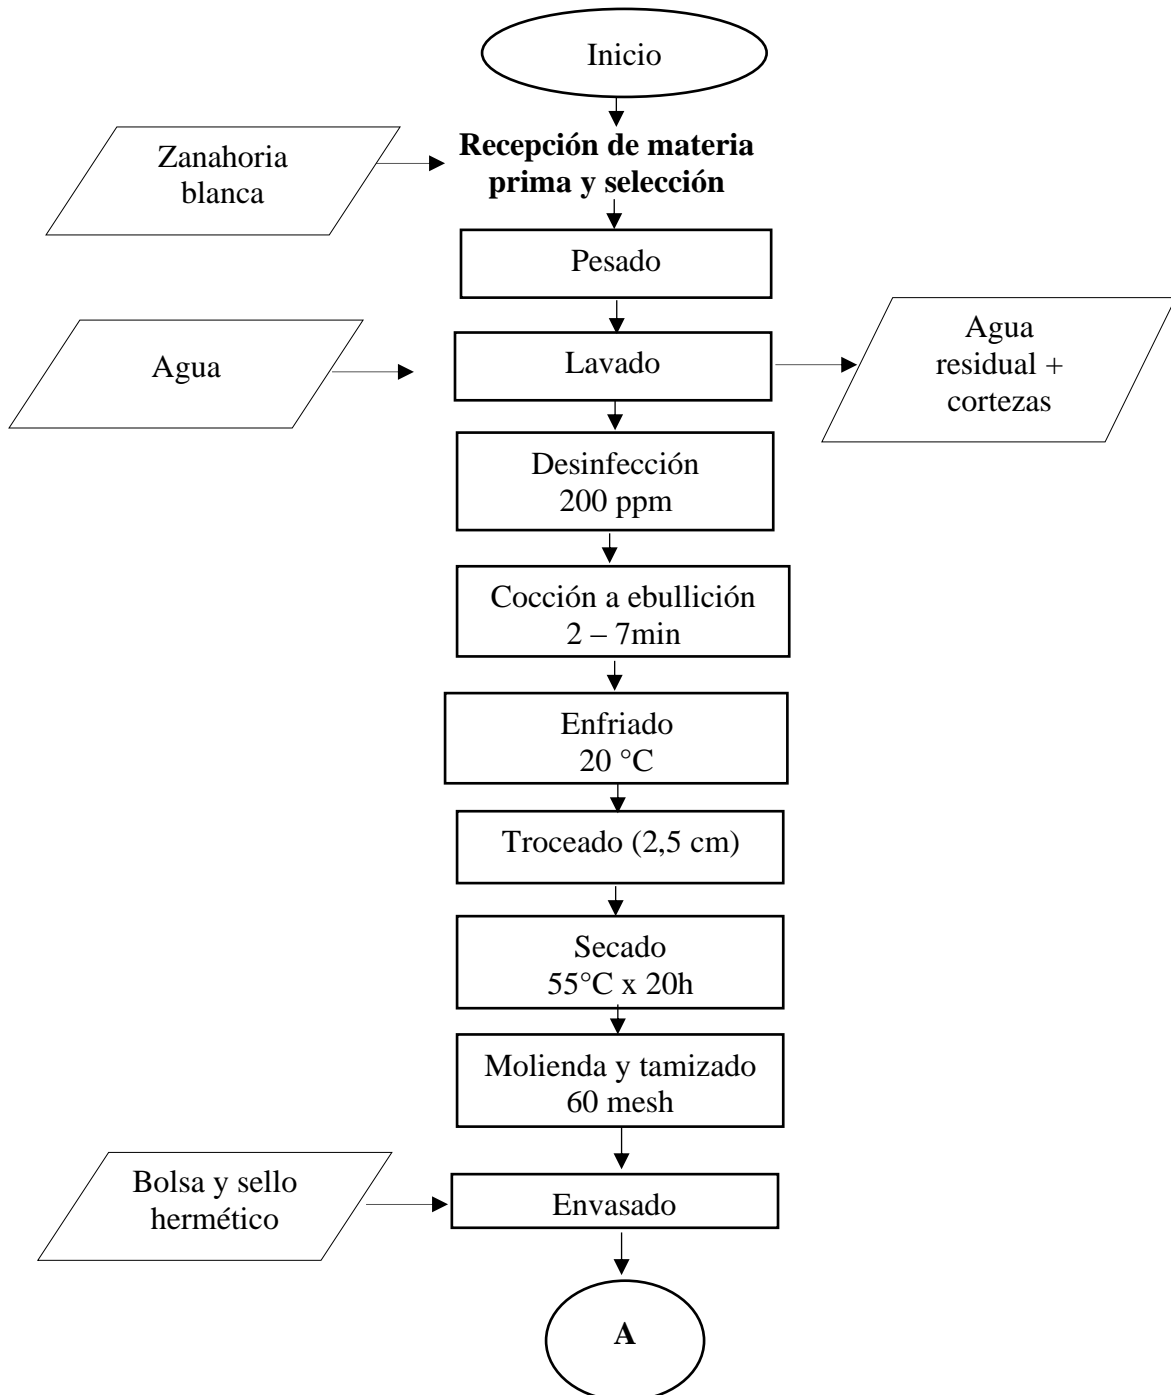 Inicio
Zanahoria
blanca
Recepción de materia
prima y selección
Pesado
Agua
Lavado
Agua
residual +
cortezas
Desinfección
200 ppm
Cocción a ebullición
2 – 7min
Enfriado
20 °C
Troceado (2,5 cm)
Secado
55°C x 20h
Molienda y tamizado
60 mesh
Bolsa y sello
hermético
Envasado
A